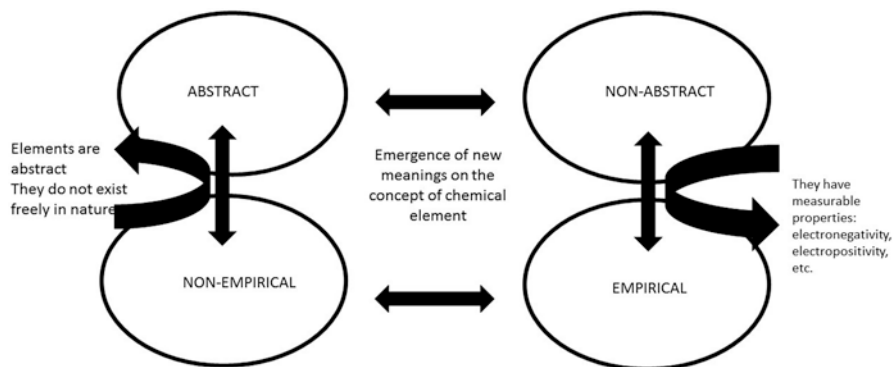 ABSTRACT
NON-ABSTRACT
Elements are
abstract
They do not exist
freely in nature
Emergence of new
meanings on the
concept of chemical
element
They have
measurable
properties:
electronegativity,
electropositivity,
etc.
NON-EMPIRICAL
EMPIRICAL